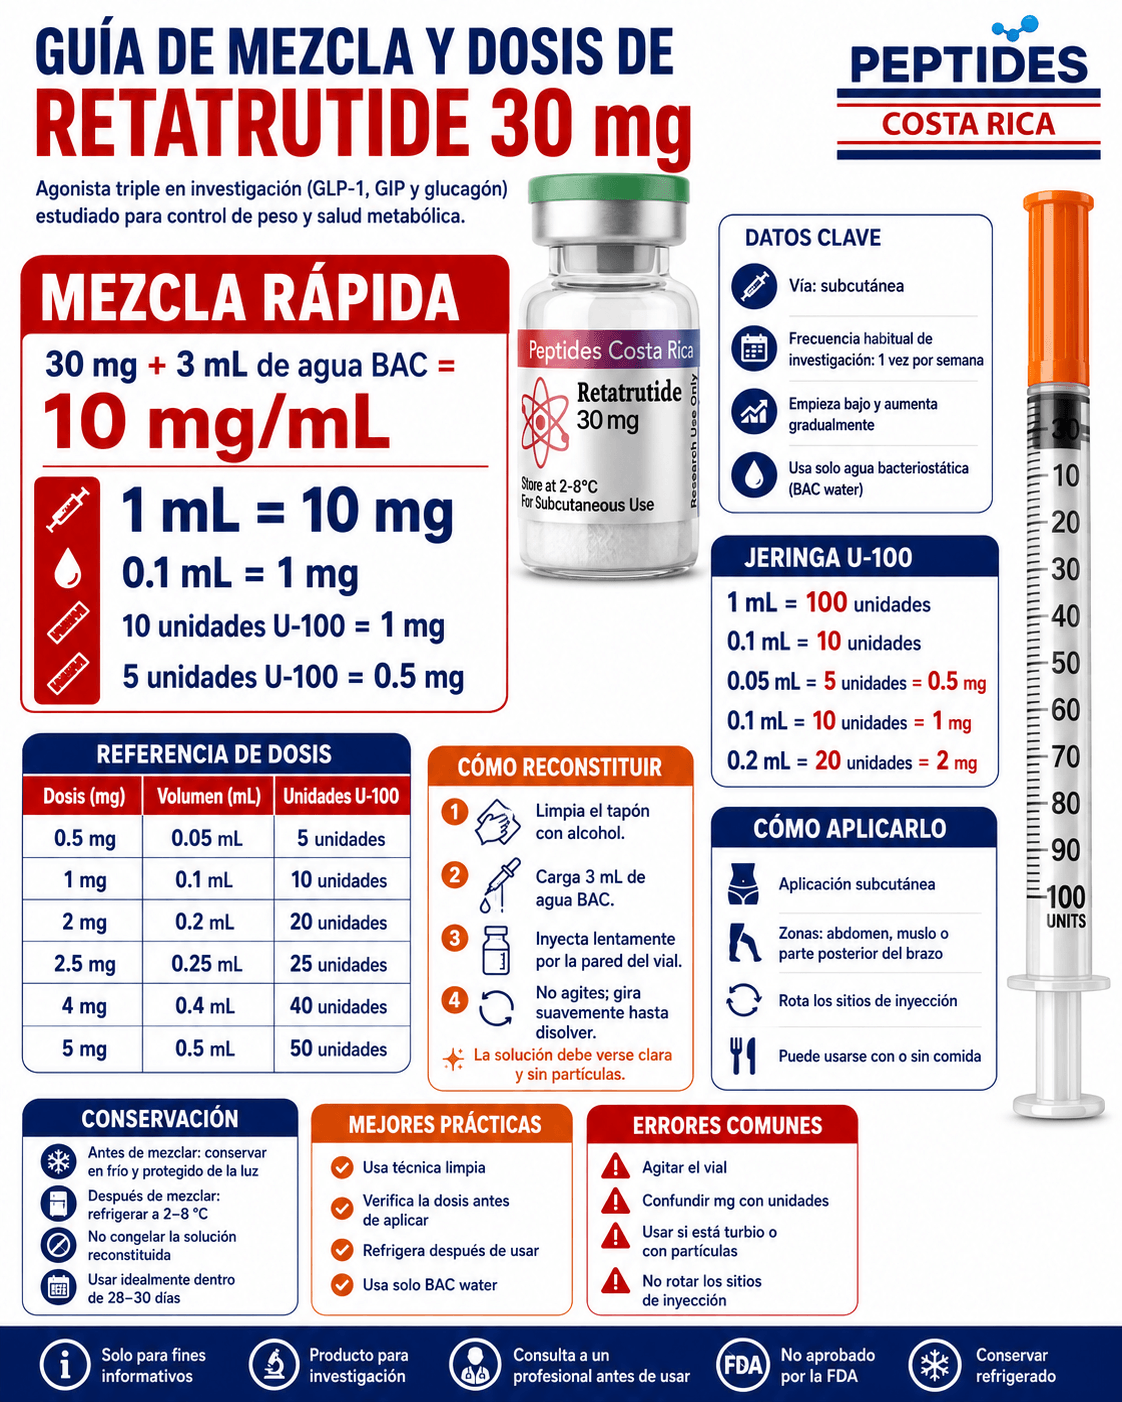 GUÍA DE MEZCLA Y DOSIS DE
RETATRUTIDE 30 mg
Agonista triple en investigación (GLP-1, GIP y glucagón)
estudiado para control de peso y salud metabólica.
PEPTIDES
COSTA RICA
MEZCLA RÁPIDA
30 mg + 3 mL de agua BAC =
10 mg/mL
1 mL = 10 mg
0.1 mL = 1 mg
10 unidades U-100 = 1 mg
5 unidades U-100 = 0.5 mg
Peptides Costa Rica
Retatrutide
30 mg
Research Use Only
Store at 2-8°C
For Subcutaneous Use
DATOS CLAVE
Vía: subcutánea
Frecuencia habitual de
investigación: 1 vez por semana
Empieza bajo y aumenta
gradualmente
Usa solo agua bacteriostática
(BAC water)
JERINGA U-100
1 mL = 100 unidades
0.1 mL = 10 unidades
0.05 mL = 5 unidades = 0.5 mg
0.1 mL = 10 unidades = 1 mg
0.2 mL = 20 unidades = 2 mg
30
10
20
30
40
50
60
70
80
90
100
UNITS
REFERENCIA DE DOSIS
Dosis (mg) Volumen (mL) Unidades U-100
0.5 mg 0.05 mL 5 unidades
1 mg 0.1 mL 10 unidades
2 mg 0.2 mL 20 unidades
2.5 mg 0.25 mL 25 unidades
4 mg 0.4 mL 40 unidades
5 mg 0.5 mL 50 unidades
CÓMO RECONSTITUIR
1 Limpia el tapón
con alcohol.
2 Carga 3 mL de
agua BAC.
3 Inyecta lentamente
por la pared del vial.
4 No agites; gira
suavemente hasta
disolver.
La solución debe verse clara
y sin partículas.
CÓMO APLICARLO
Aplicación subcutánea
Zonas: abdomen, muslo o
parte posterior del brazo
Rota los sitios de inyección
Puede usarse con o sin comida
CONSERVACIÓN
Antes de mezclar: conservar
en frío y protegido de la luz
Después de mezclar:
refrigerar a 2–8 °C
No congelar la solución
reconstituida
Usar idealmente dentro
de 28–30 días
MEJORES PRÁCTICAS
Usa técnica limpia
Verifica la dosis antes
de aplicar
Refrigera después de usar
Usa solo BAC water
ERRORES COMUNES
Agitar el vial
Confundir mg con unidades
Usar si está turbio o
con partículas
No rotar los sitios
de inyección
Solo para fines
informativos
Producto para
investigación
Consulta a un
profesional antes de usar
FDA
No aprobado
por la FDA
Conservar
refrigerado